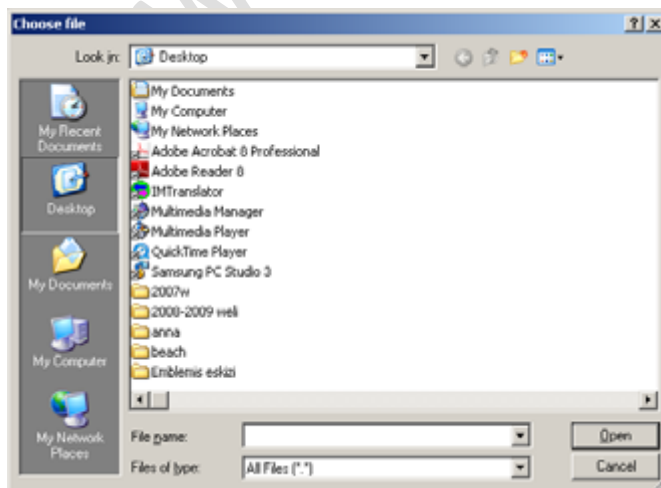 Choose file
Look in:
Desktop
My Recent
Documents
Desktop
My Documents
My Computer
My Network
Places
My Documents
My Computer
My Network Places
Adobe Acrobat 8 Professional
Adobe Reader 8
IMTranslator
Multimedia Manager
Multimedia Player
QuickTime Player
Samsung PC Studio 3
2007w
2008-2009 weli
anna
beach
Emblemis eskizi
File name:
Open
Files of type:
All Files (*.*)
Cancel